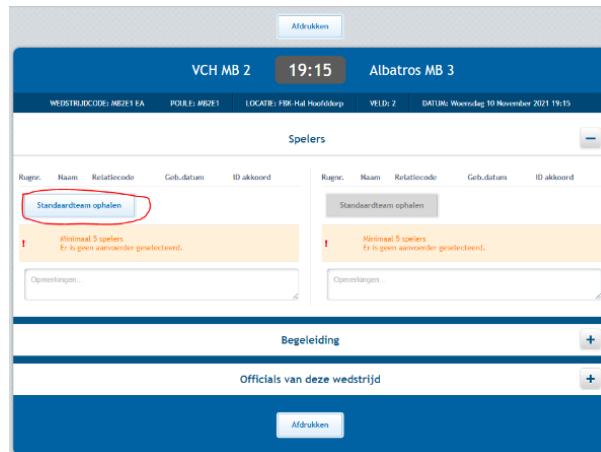 Afdrukken
VCH MB 2 19:15 Albatros MB 3
WEDSTRIJDCODE: MB2E1 EA POULE: MB2E1 LOCATIE: FBK-Hal Hoofddorp VELD: 2 DATUM: Woensdag 10 November 2021 19:15
Spelers
Rugnr. Naam Relatiecode Geb.datum ID akkoord Rugnr. Naam Relatiecode Geb.datum ID akkoord
Standaardteam ophalen Standaardteam ophalen
! Minimaal 5 spelers ! Minimaal 5 spelers
Er is geen aanvoerder geselecteerd. Er is geen aanvoerder geselecteerd.
Opmerkingen... Opmerkingen...
Begeleiding
Officials van deze wedstrijd
Afdrukken